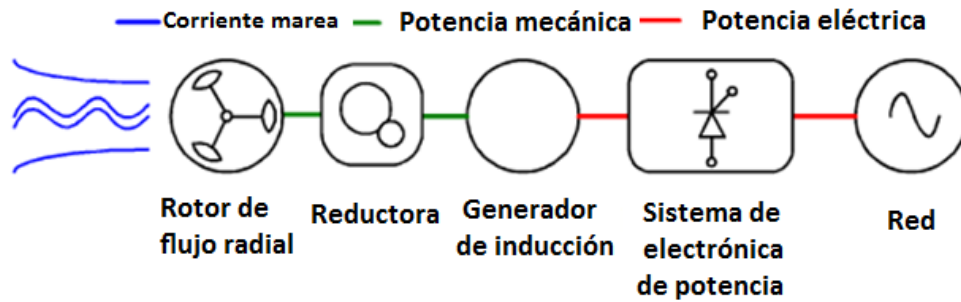 Corriente marea
Potencia mecánica
Potencia eléctrica
Rotor de
flujo radial
Reductora
Generador
de inducción
Sistema de
electrónica
de potencia
Red